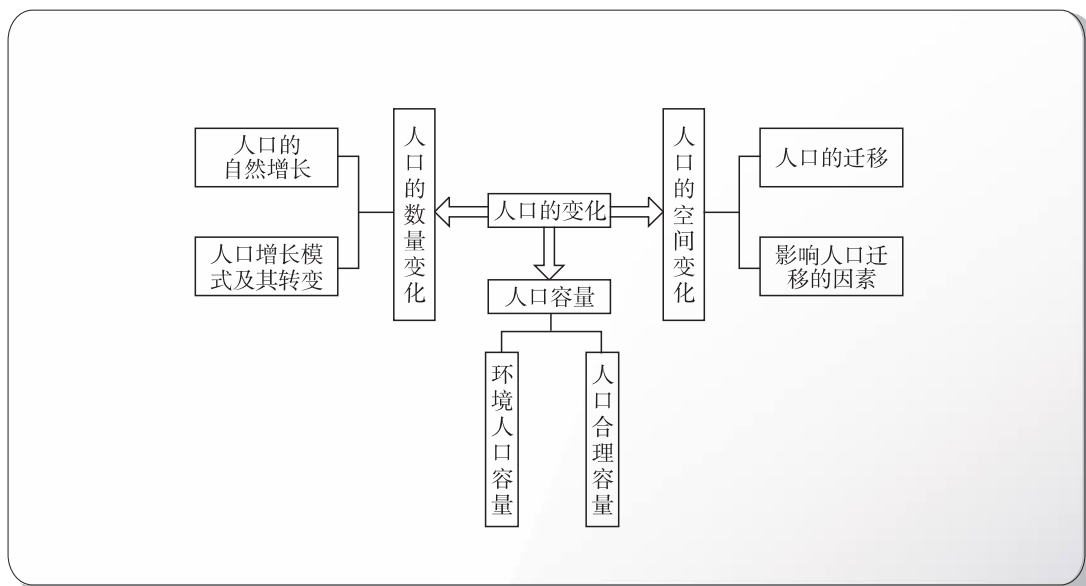 人口的
自然增长
人口增长模
式及其转变
人口的数量变化
人口的变化
人口容量
环境人口容量
人口合理容量
人口的空间变化
人口的迁移
影响人口迁
移的因素